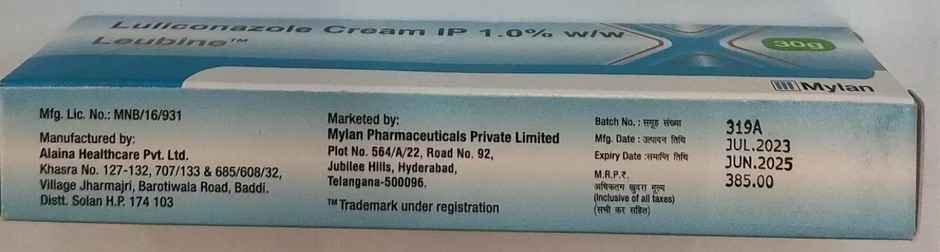 Luliconazole Cream IP 1.0% w/w
Leubine™
30g
Mylan
Mfg. Lic. No.: MNB/16/931
Manufactured by:
Alaina Healthcare Pvt. Ltd.
Khasra No. 127-132, 707/133 & 685/608/32,
Village Jharmajri, Barotiwala Road, Baddi.
Distt. Solan H.P. 174 103
Marketed by:
Mylan Pharmaceuticals Private Limited
Plot No. 564/A/22, Road No. 92,
Jubilee Hills, Hyderabad,
Telangana-500096.
™Trademark under registration
Batch No. : समूह संख्या 319A
Mfg. Date : उत्पादन तिथि JUL.2023
Expiry Date :समाप्ति तिथि JUN.2025
M.R.P.₹. 385.00
अधिकतम खुदरा मूल्य
(Inclusive of all taxes)
(सभी कर सहित)